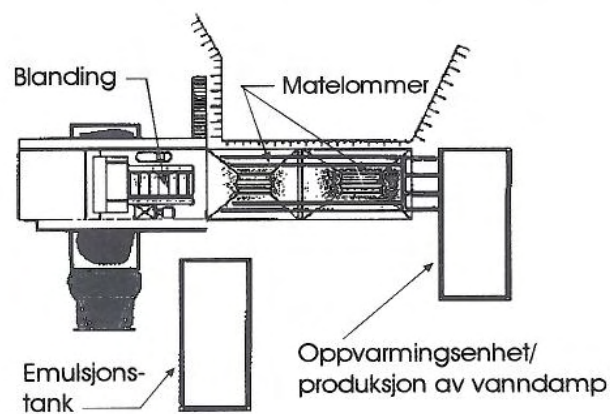 Blanding
Matelommer
Emulsjons-
tank
Oppvarmingsenhet/
produksjon av vanndamp